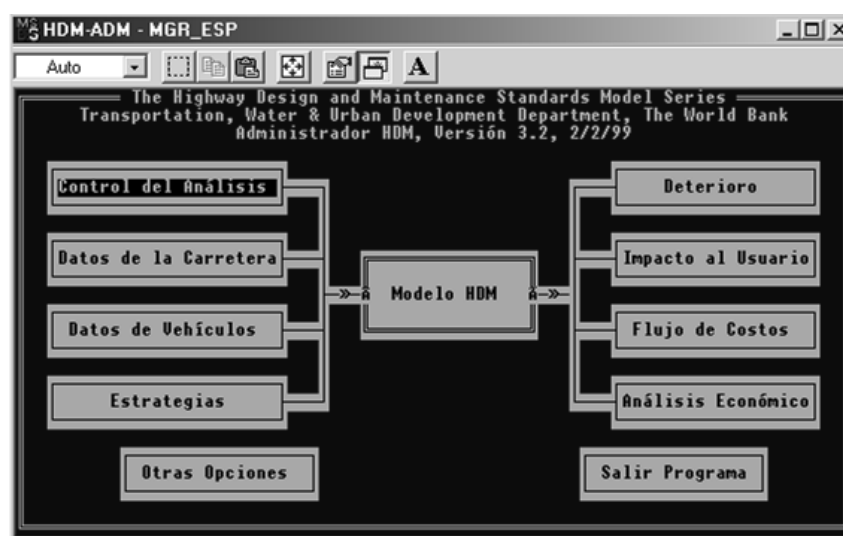 HDM-ADM - MGR_ESP
Auto
A
The Highway Design and Maintenance Standards Model Series
Transportation, Water & Urban Development Department, The World Bank
Administrador HDM, Versión 3.2, 2/2/99
Control del Análisis
Deterioro
Datos de la Carretera
Impacto al Usuario
Â Modelo HDM Â
Datos de Vehículos
Flujo de Costos
Estrategias
Análisis Económico
Otras Opciones
Salir Programa